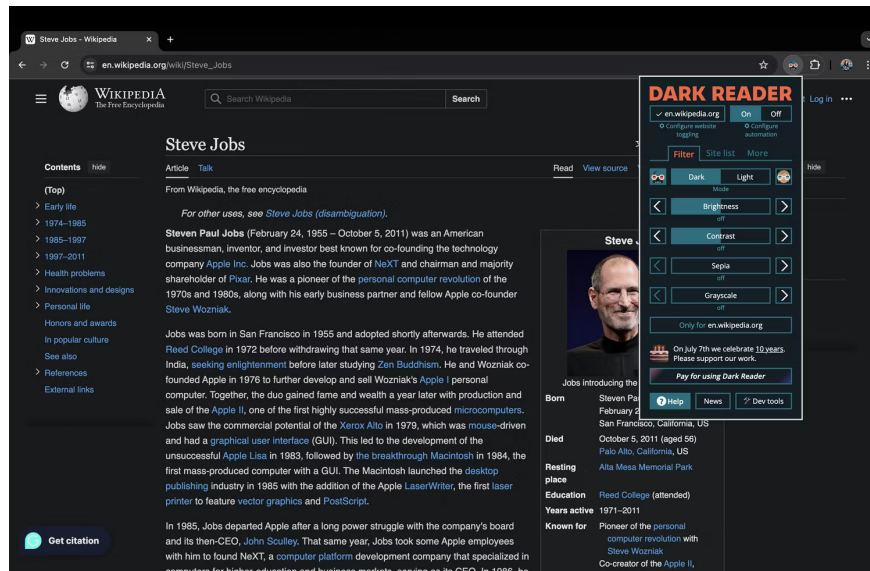 Steve Jobs - Wikipedia
en.wikipedia.org/wiki/Steve_Jobs
WIKIPEDIA
The Free Encyclopedia
Search Wikipedia
Search
Log in
Contents hide
(Top)
Early life
1974–1985
1985–1997
1997–2011
Health problems
Innovations and designs
Personal life
Honors and awards
In popular culture
See also
References
External links
Steve Jobs
Article Talk
Read View source
From Wikipedia, the free encyclopedia
For other uses, see Steve Jobs (disambiguation).
Steven Paul Jobs (February 24, 1955 – October 5, 2011) was an American
businessman, inventor, and investor best known for co-founding the technology
company Apple Inc. Jobs was also the founder of NeXT and chairman and majority
shareholder of Pixar. He was a pioneer of the personal computer revolution of the
1970s and 1980s, along with his early business partner and fellow Apple co-founder
Steve Wozniak.
Jobs was born in San Francisco in 1955 and adopted shortly afterwards. He attended
Reed College in 1972 before withdrawing that same year. In 1974, he traveled through
India, seeking enlightenment before later studying Zen Buddhism. He and Wozniak co-
founded Apple in 1976 to further develop and sell Wozniak's Apple I personal
computer. Together, the duo gained fame and wealth a year later with production and
sale of the Apple II, one of the first highly successful mass-produced microcomputers.
Jobs saw the commercial potential of the Xerox Alto in 1979, which was mouse-driven
and had a graphical user interface (GUI). This led to the development of the
unsuccessful Apple Lisa in 1983, followed by the breakthrough Macintosh in 1984, the
first mass-produced computer with a GUI. The Macintosh launched the desktop
publishing industry in 1985 with the addition of the Apple LaserWriter, the first laser
printer to feature vector graphics and PostScript.
In 1985, Jobs departed Apple after a long power struggle with the company's board
and its then-CEO, John Sculley. That same year, Jobs took some Apple employees
with him to found NeXT, a computer platform development company that specialized in
computers for higher-education and business markets, serving as its CEO. In 1986, he
Steve
Jobs introducing the
Born Steven Pa
February 2
San Francisco, California, US
Died October 5, 2011 (aged 56)
Palo Alto, California, US
Resting Alta Mesa Memorial Park
place
Education Reed College (attended)
Years active 1971–2011
Known for Pioneer of the personal
computer revolution with
Steve Wozniak
Co-creator of the Apple II,
hide
DARK READER
en.wikipedia.org On Off
Configure website Configure
toggling automation
Filter Site list More
Dark Light
Mode
Brightness
off
Contrast
off
Sepia
off
Grayscale
off
Only for en.wikipedia.org
On July 7th we celebrate 10 years.
Please support our work.
Pay for using Dark Reader
? Help News Dev tools
Get citation